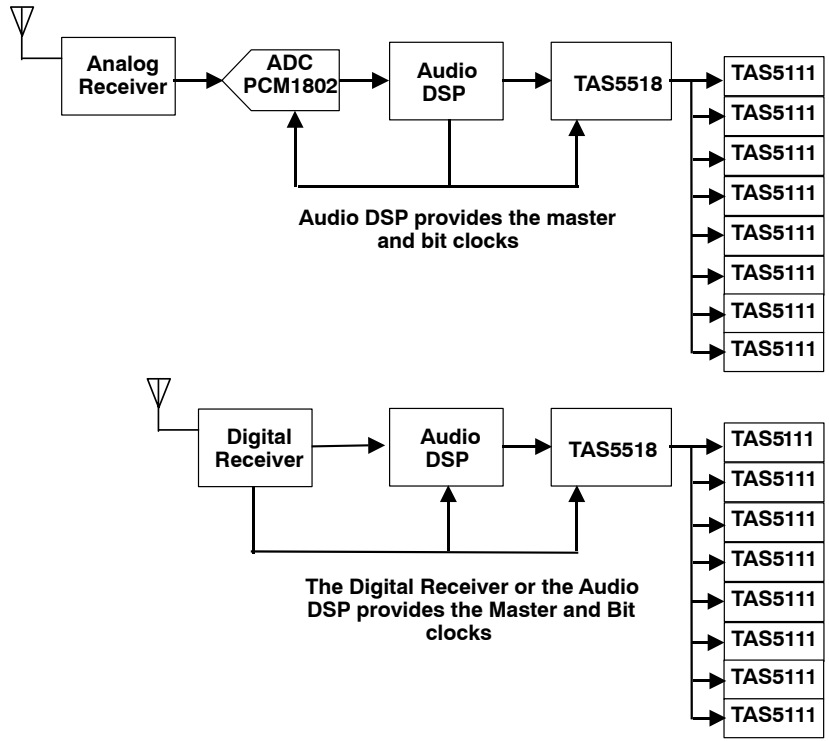 Analog
Receiver
ADC
PCM1802
Audio
DSP
TAS5518
TAS5111
TAS5111
TAS5111
TAS5111
TAS5111
TAS5111
TAS5111
TAS5111
Audio DSP provides the master
and bit clocks
Digital
Receiver
Audio
DSP
TAS5518
TAS5111
TAS5111
TAS5111
TAS5111
TAS5111
TAS5111
TAS5111
TAS5111
The Digital Receiver or the Audio
DSP provides the Master and Bit
clocks